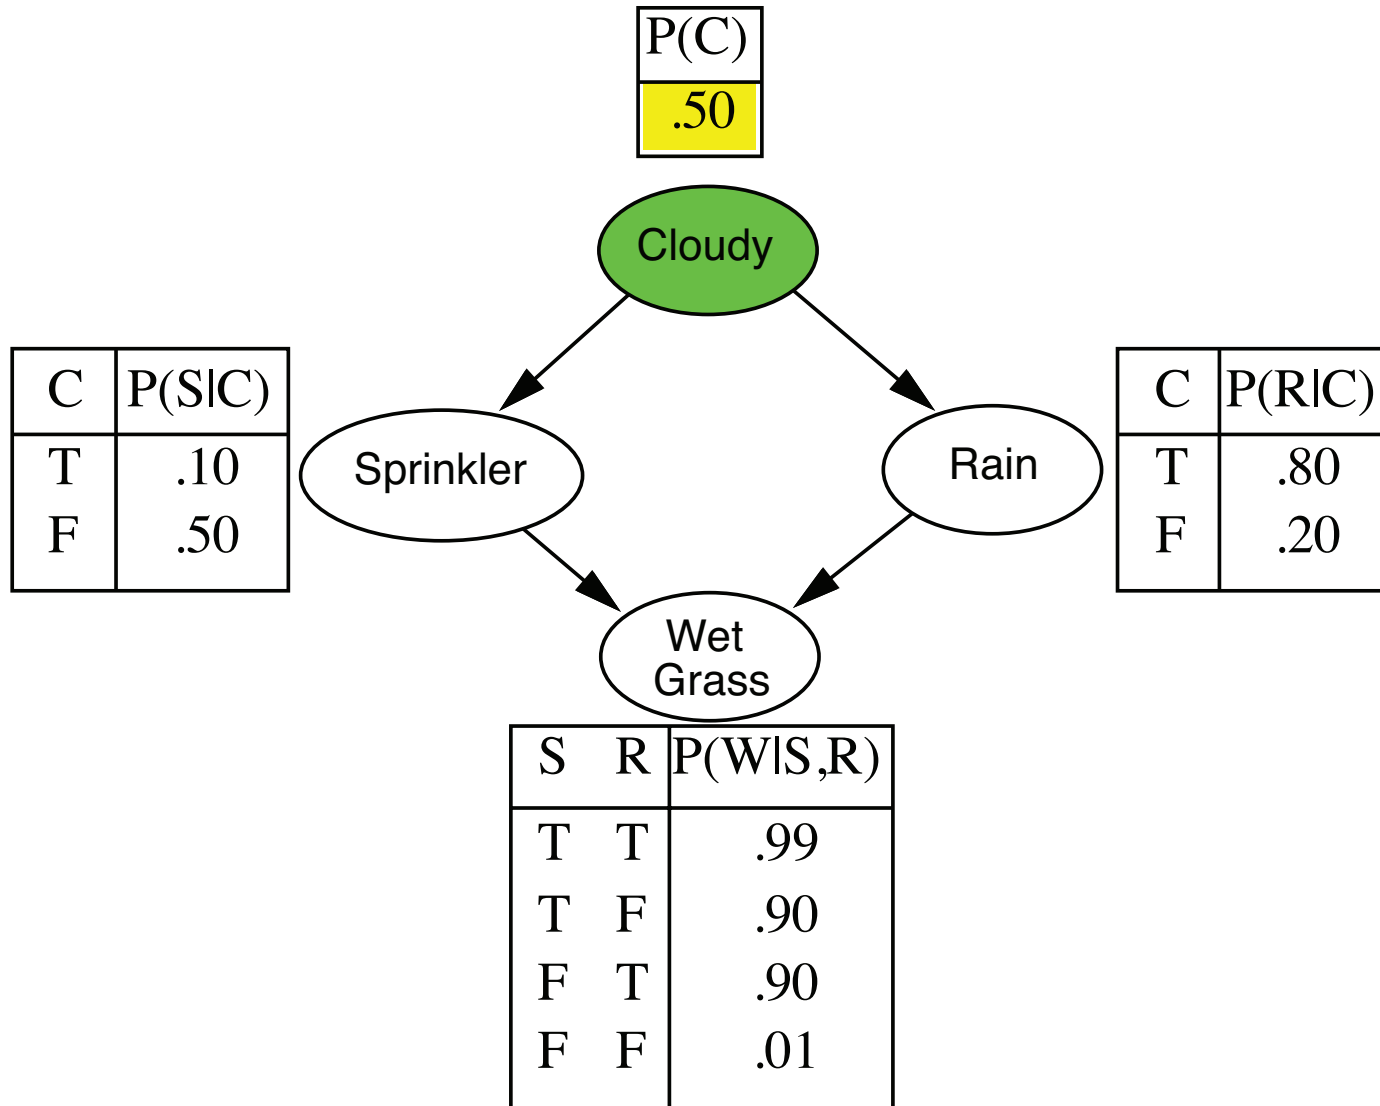 P(C)
.50
Cloudy
C P(S|C)
T .10
F .50
Sprinkler
Rain
C P(R|C)
T .80
F .20
Wet
Grass
S R P(W|S,R)
T T .99
T F .90
F T .90
F F .01